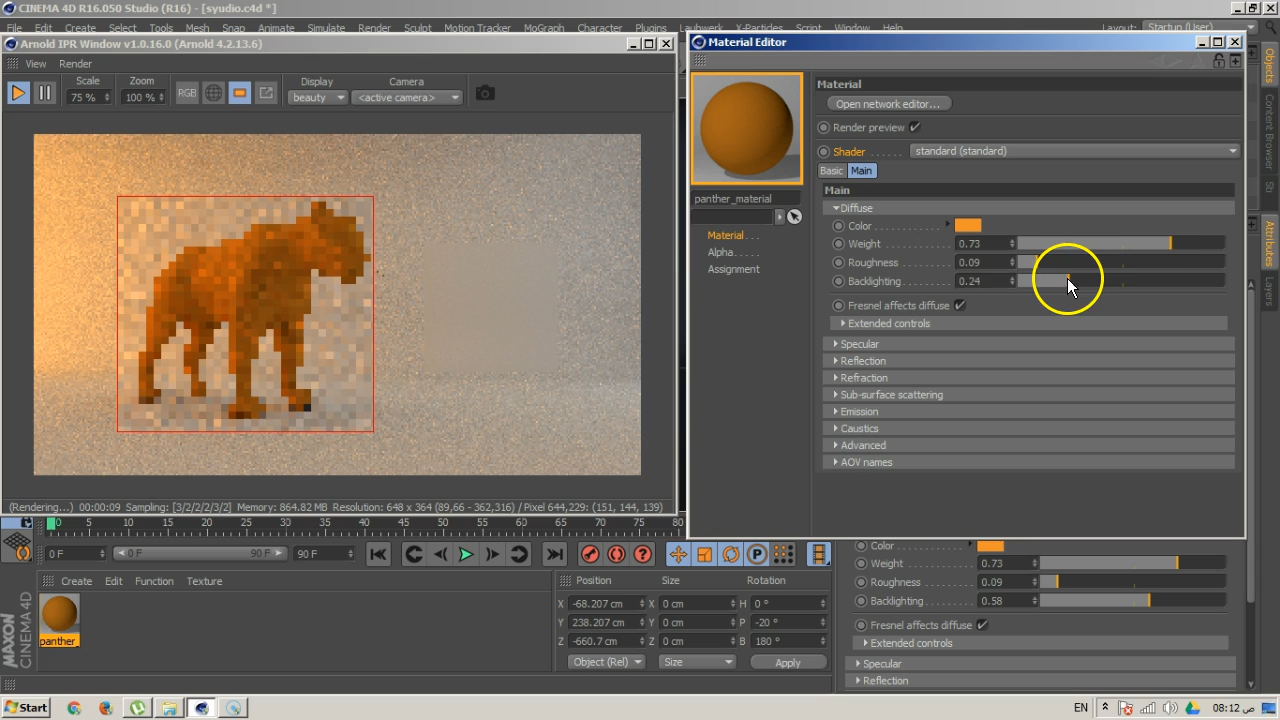 CINEMA 4D R16.050 Studio (R16) - [syudio.c4d *]
File Edit Create Select Tools Mesh Snap Animate Simulate Render Sculpt Motion Tracker MoGraph Character Plugins Laubwerk X-Particles Script Window Layout: Startup (User)
Arnold IPR Window v1.0.16.0 (Arnold 4.2.13.6)
View Render
Scale Zoom Display Camera
75 % 100 % RGB beauty <active camera>
(Rendering...) 00:00:09 Sampling: [3/2/2/2/3/2] Memory: 864.82 MB Resolution: 648 x 364 (89,66 - 362,316) / Pixel 644,229: (151, 144, 139)
Material Editor
Material
Open network editor...
Render preview
Shader ...... standard (standard)
Basic Main
panther_material
Main
Diffuse
Color
Weight 0.73
Roughness 0.09
Backlighting 0.24
Material . . .
Alpha. . . .
Assignment
Fresnel affects diffuse
Extended controls
Specular
Reflection
Refraction
Sub-surface scattering
Emission
Caustics
Advanced
AOV names
Objects
Content Browser
Attributes
Layers
0 5 10 15 20 25 30 35 40 45 50 55 60 65 70 75 80
0 F 0 F 90 F 90 F
Create Edit Function Texture
panther_
Position Size Rotation
X -68.207 cm X 0 cm H 0 °
Y 238.207 cm Y 0 cm P -20 °
Z -660.7 cm Z 0 cm B 180 °
Object (Rel) Size Apply
Color
Weight 0.73
Roughness 0.09
Backlighting 0.58
Fresnel affects diffuse
Extended controls
Specular
Reflection
MAXON
CINEMA 4D
Start EN 08:12 ص